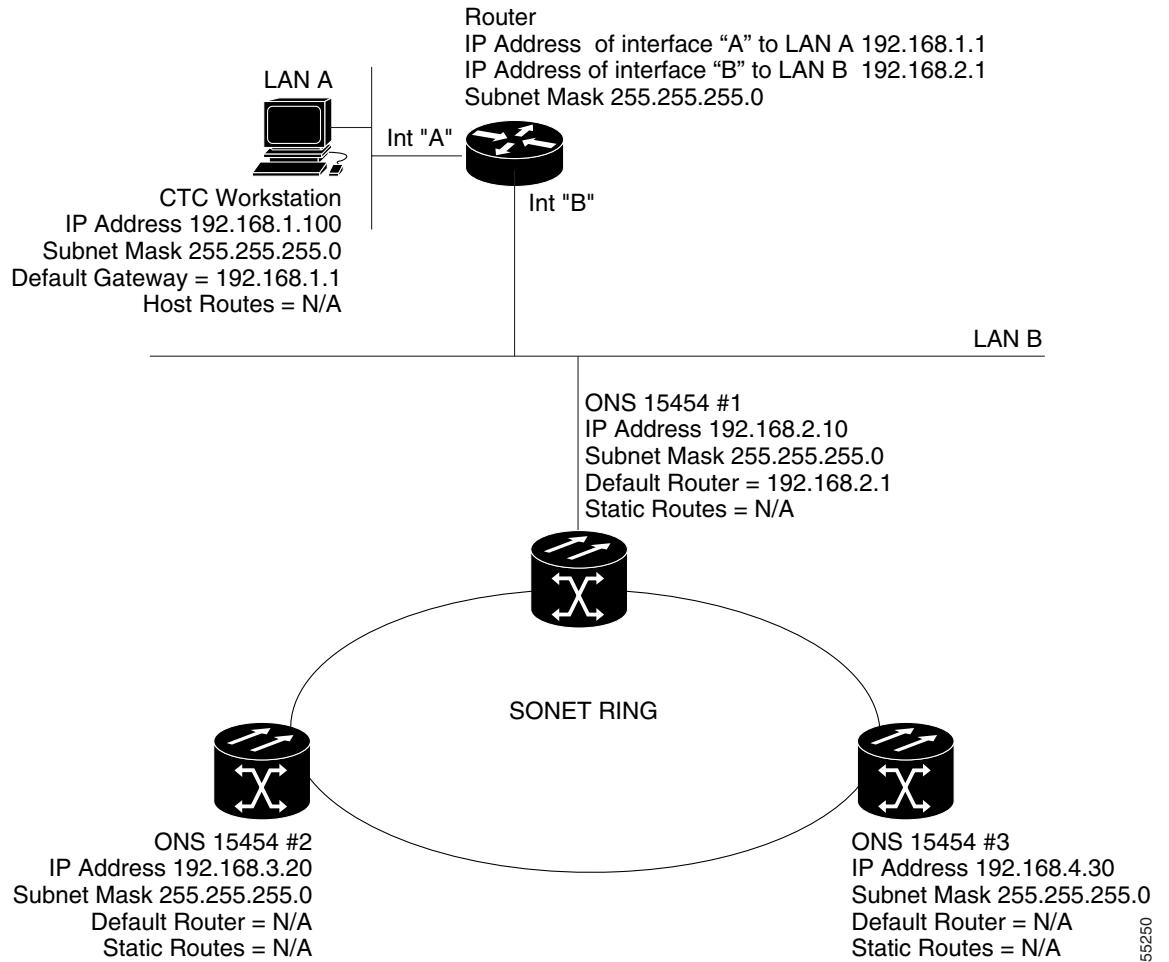 Router
IP Address of interface “A” to LAN A 192.168.1.1
IP Address of interface “B” to LAN B 192.168.2.1
Subnet Mask 255.255.255.0
LAN A
Int "A"
Int "B"
CTC Workstation
IP Address 192.168.1.100
Subnet Mask 255.255.255.0
Default Gateway = 192.168.1.1
Host Routes = N/A
LAN B
ONS 15454 #1
IP Address 192.168.2.10
Subnet Mask 255.255.255.0
Default Router = 192.168.2.1
Static Routes = N/A
SONET RING
ONS 15454 #2
IP Address 192.168.3.20
Subnet Mask 255.255.255.0
Default Router = N/A
Static Routes = N/A
ONS 15454 #3
IP Address 192.168.4.30
Subnet Mask 255.255.255.0
Default Router = N/A
Static Routes = N/A
55250